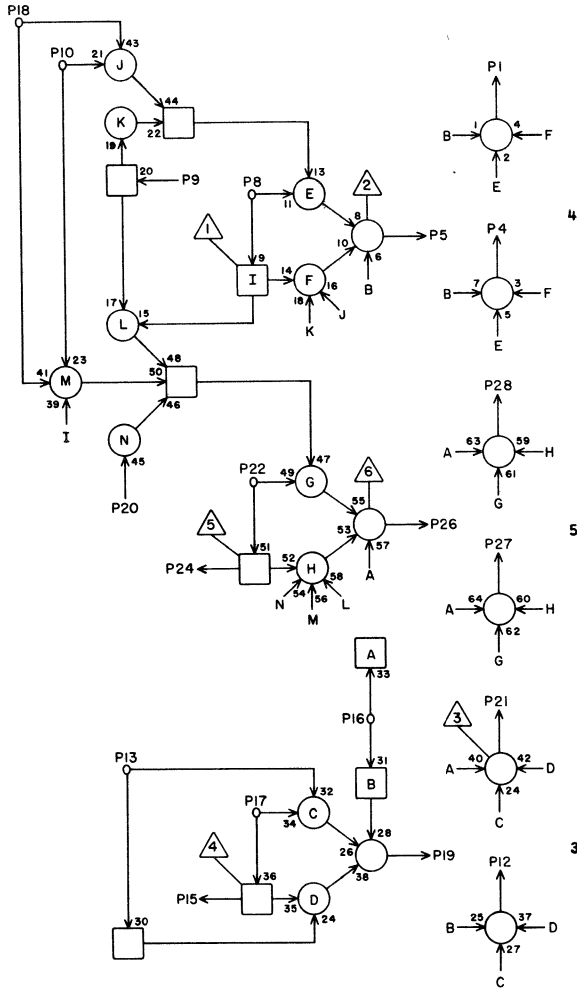 P18
43
P10
21
J
P1
44
K
22
19
1
4
B
F
2
E
20
P9
P8
13
E
11
2
8
4
1
P5
P4
10
6
9
I
14
F
16
B
7
3
B
F
18
5
J
K
E
17
15
L
48
P28
50
23
41
M
39
46
63
59
A
H
I
N
45
47
61
P22
49
G
6
G
P20
55
5
53
P26
5
P27
51
57
52
H
P24
58
A
64
60
54
A
H
N
56
L
62
M
G
A
33
P21
P16
3
40
42
31
A
D
P13
B
24
32
P17
C
C
34
28
4
3
26
P19
P12
38
36
P15
D
35
24
25
37
30
B
D
27
C